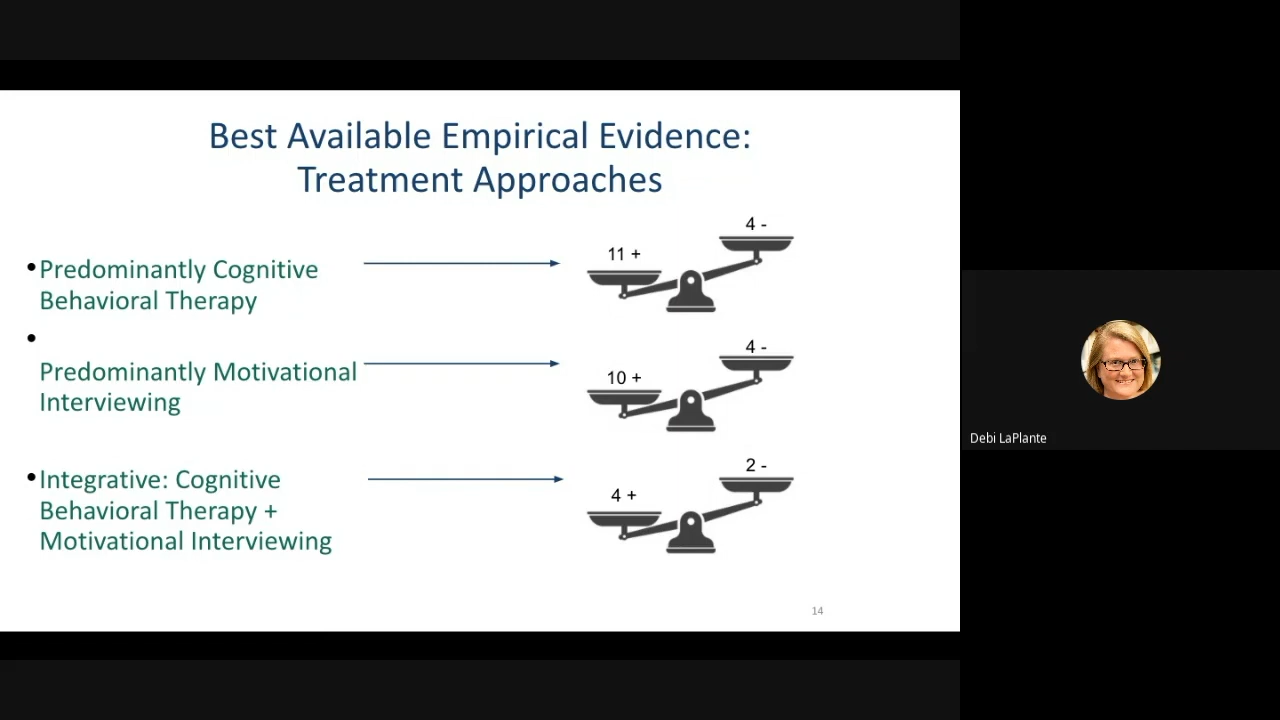 Best Available Empirical Evidence:
Treatment Approaches
•Predominantly Cognitive
Behavioral Therapy
11 +
4 -
•
Predominantly Motivational
Interviewing
10 +
4 -
•Integrative: Cognitive
Behavioral Therapy +
Motivational Interviewing
4 +
2 -
14
Debi LaPlante